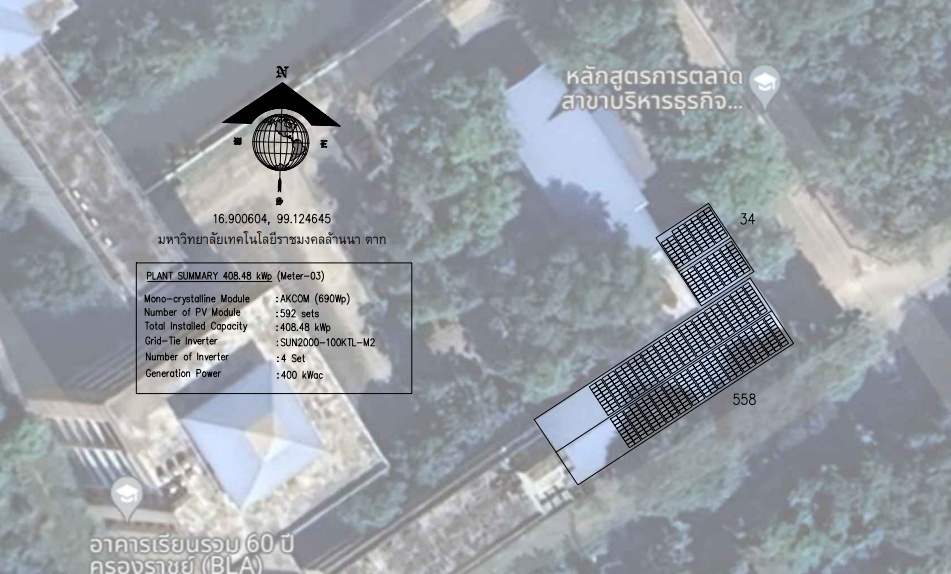 หลักสูตรการตลาด
สาขาบริหารธุรกิจ...
N
E
16.900604, 99.124645
มหาวิทยาลัยเทคโนโลยีราชมงคลล้านนา ตาก
34
PLANT SUMMARY 408.48 kWp (Meter-03)
Mono-crystalline Module :AKCOM (690Wp)
Number of PV Module :592 sets
Total Installed Capacity :408.48 kWp
Grid-Tie Inverter :SUN2000-100KTL-M2
Number of Inverter :4 Set
Generation Power :400 kWac
558
อาคารเรียนรวม 60 ปี
ครองราชย์ (BLA)